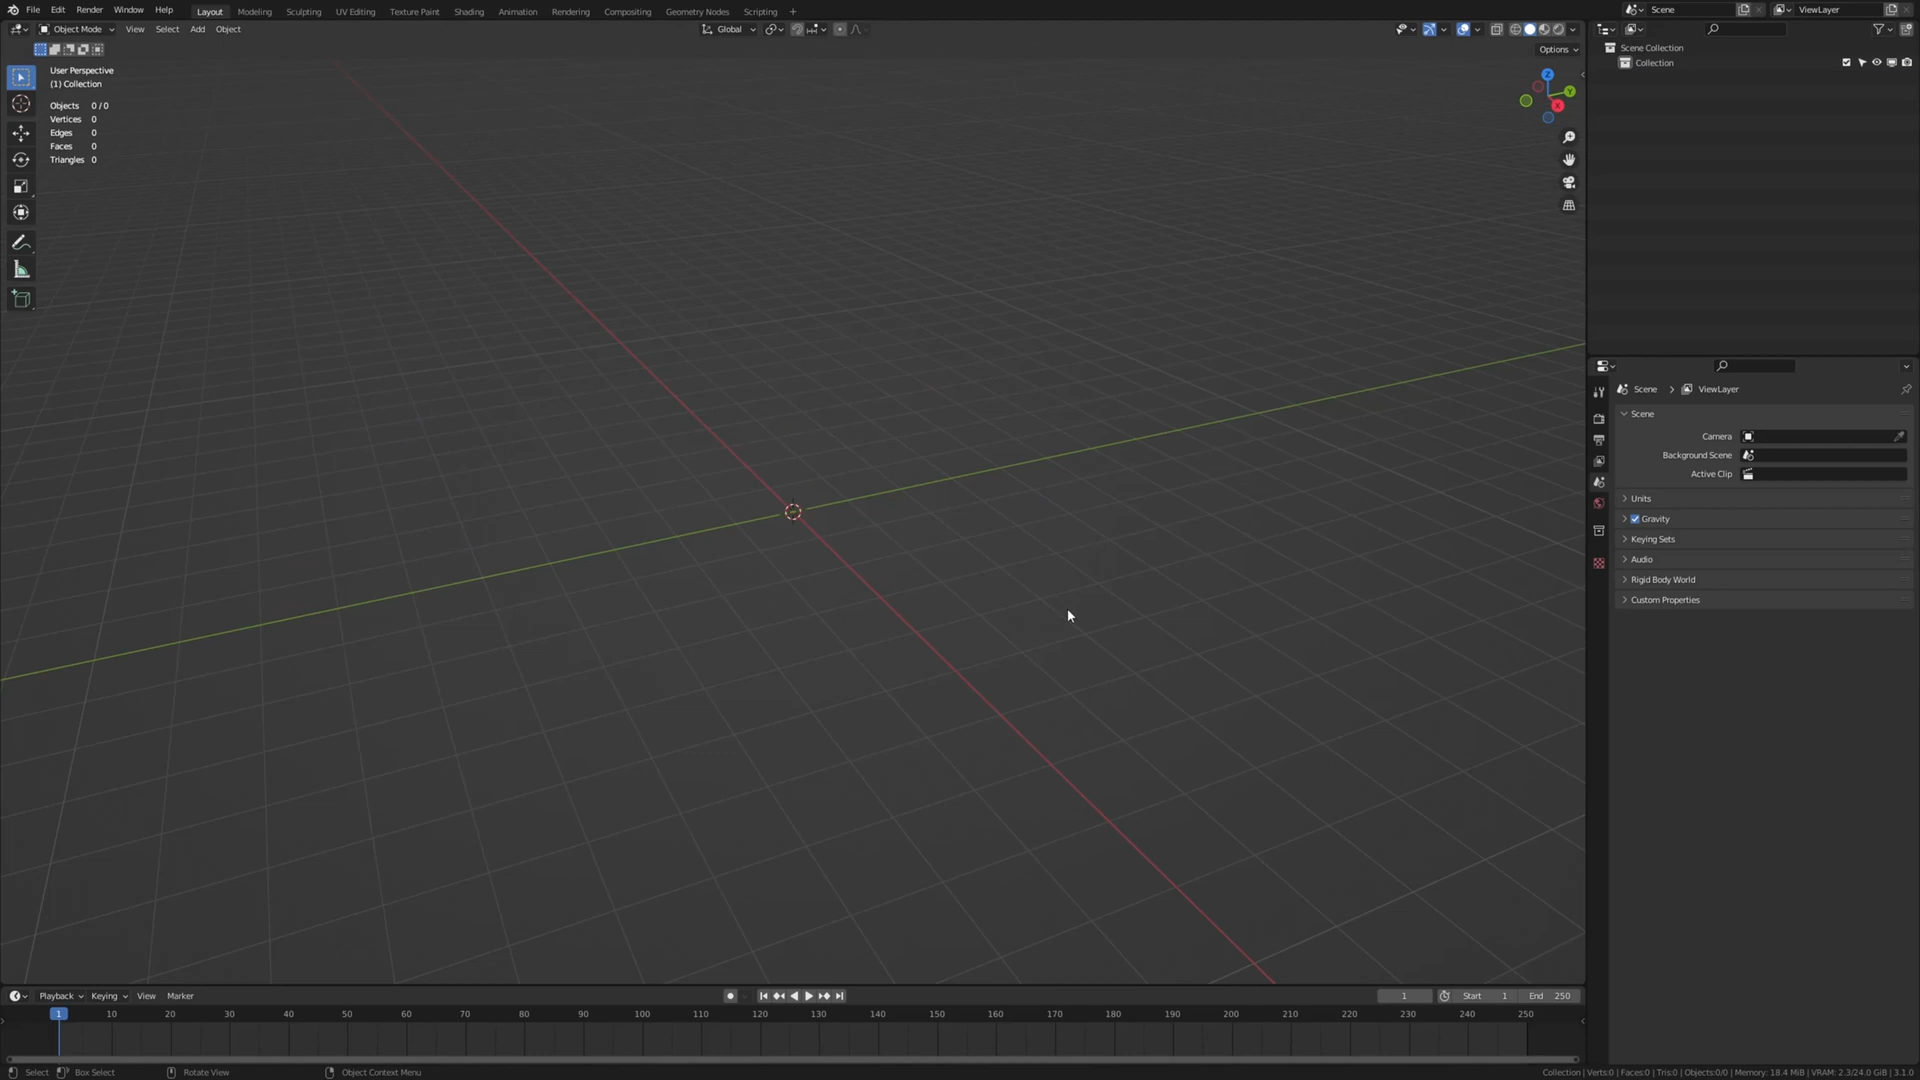 File Edit Render Window Help Layout Modeling Sculpting UV Editing Texture Paint Shading Animation Rendering Compositing Geometry Nodes Scripting + Scene ViewLayer
Object Mode View Select Add Object Global
Options
User Perspective
(1) Collection
Objects 0 / 0
Vertices 0
Edges 0
Faces 0
Triangles 0
Z
Y
X
Scene Collection
Collection
Scene > ViewLayer
Scene
Camera
Background Scene
Active Clip
Units
Gravity
Keying Sets
Audio
Rigid Body World
Custom Properties
Playback Keying View Marker 1 Start 1 End 250
1 10 20 30 40 50 60 70 80 90 100 110 120 130 140 150 160 170 180 190 200 210 220 230 240 250
Select Box Select Rotate View Object Context Menu Collection | Verts:0 | Faces:0 | Tris:0 | Objects:0/0 | Memory: 18.4 MiB | VRAM: 2.3/24.0 GiB | 3.1.0